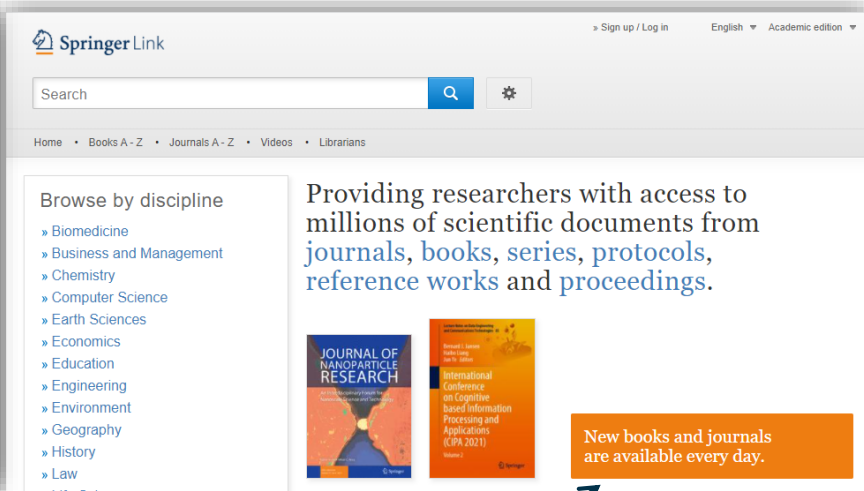 » Sign up / Log in English Academic edition
Springer Link
Search
Home • Books A - Z • Journals A - Z • Videos • Librarians
Browse by discipline
» Biomedicine
» Business and Management
» Chemistry
» Computer Science
» Earth Sciences
» Economics
» Education
» Engineering
» Environment
» Geography
» History
» Law
Providing researchers with access to
millions of scientific documents from
journals, books, series, protocols,
reference works and proceedings.
JOURNAL OF
NANOPARTICLE
RESEARCH
Springer
International
Conference
on Cognitive
based Information
Processing and
Applications
(CIPA 2021)
Volume 2
Springer
New books and journals
are available every day.